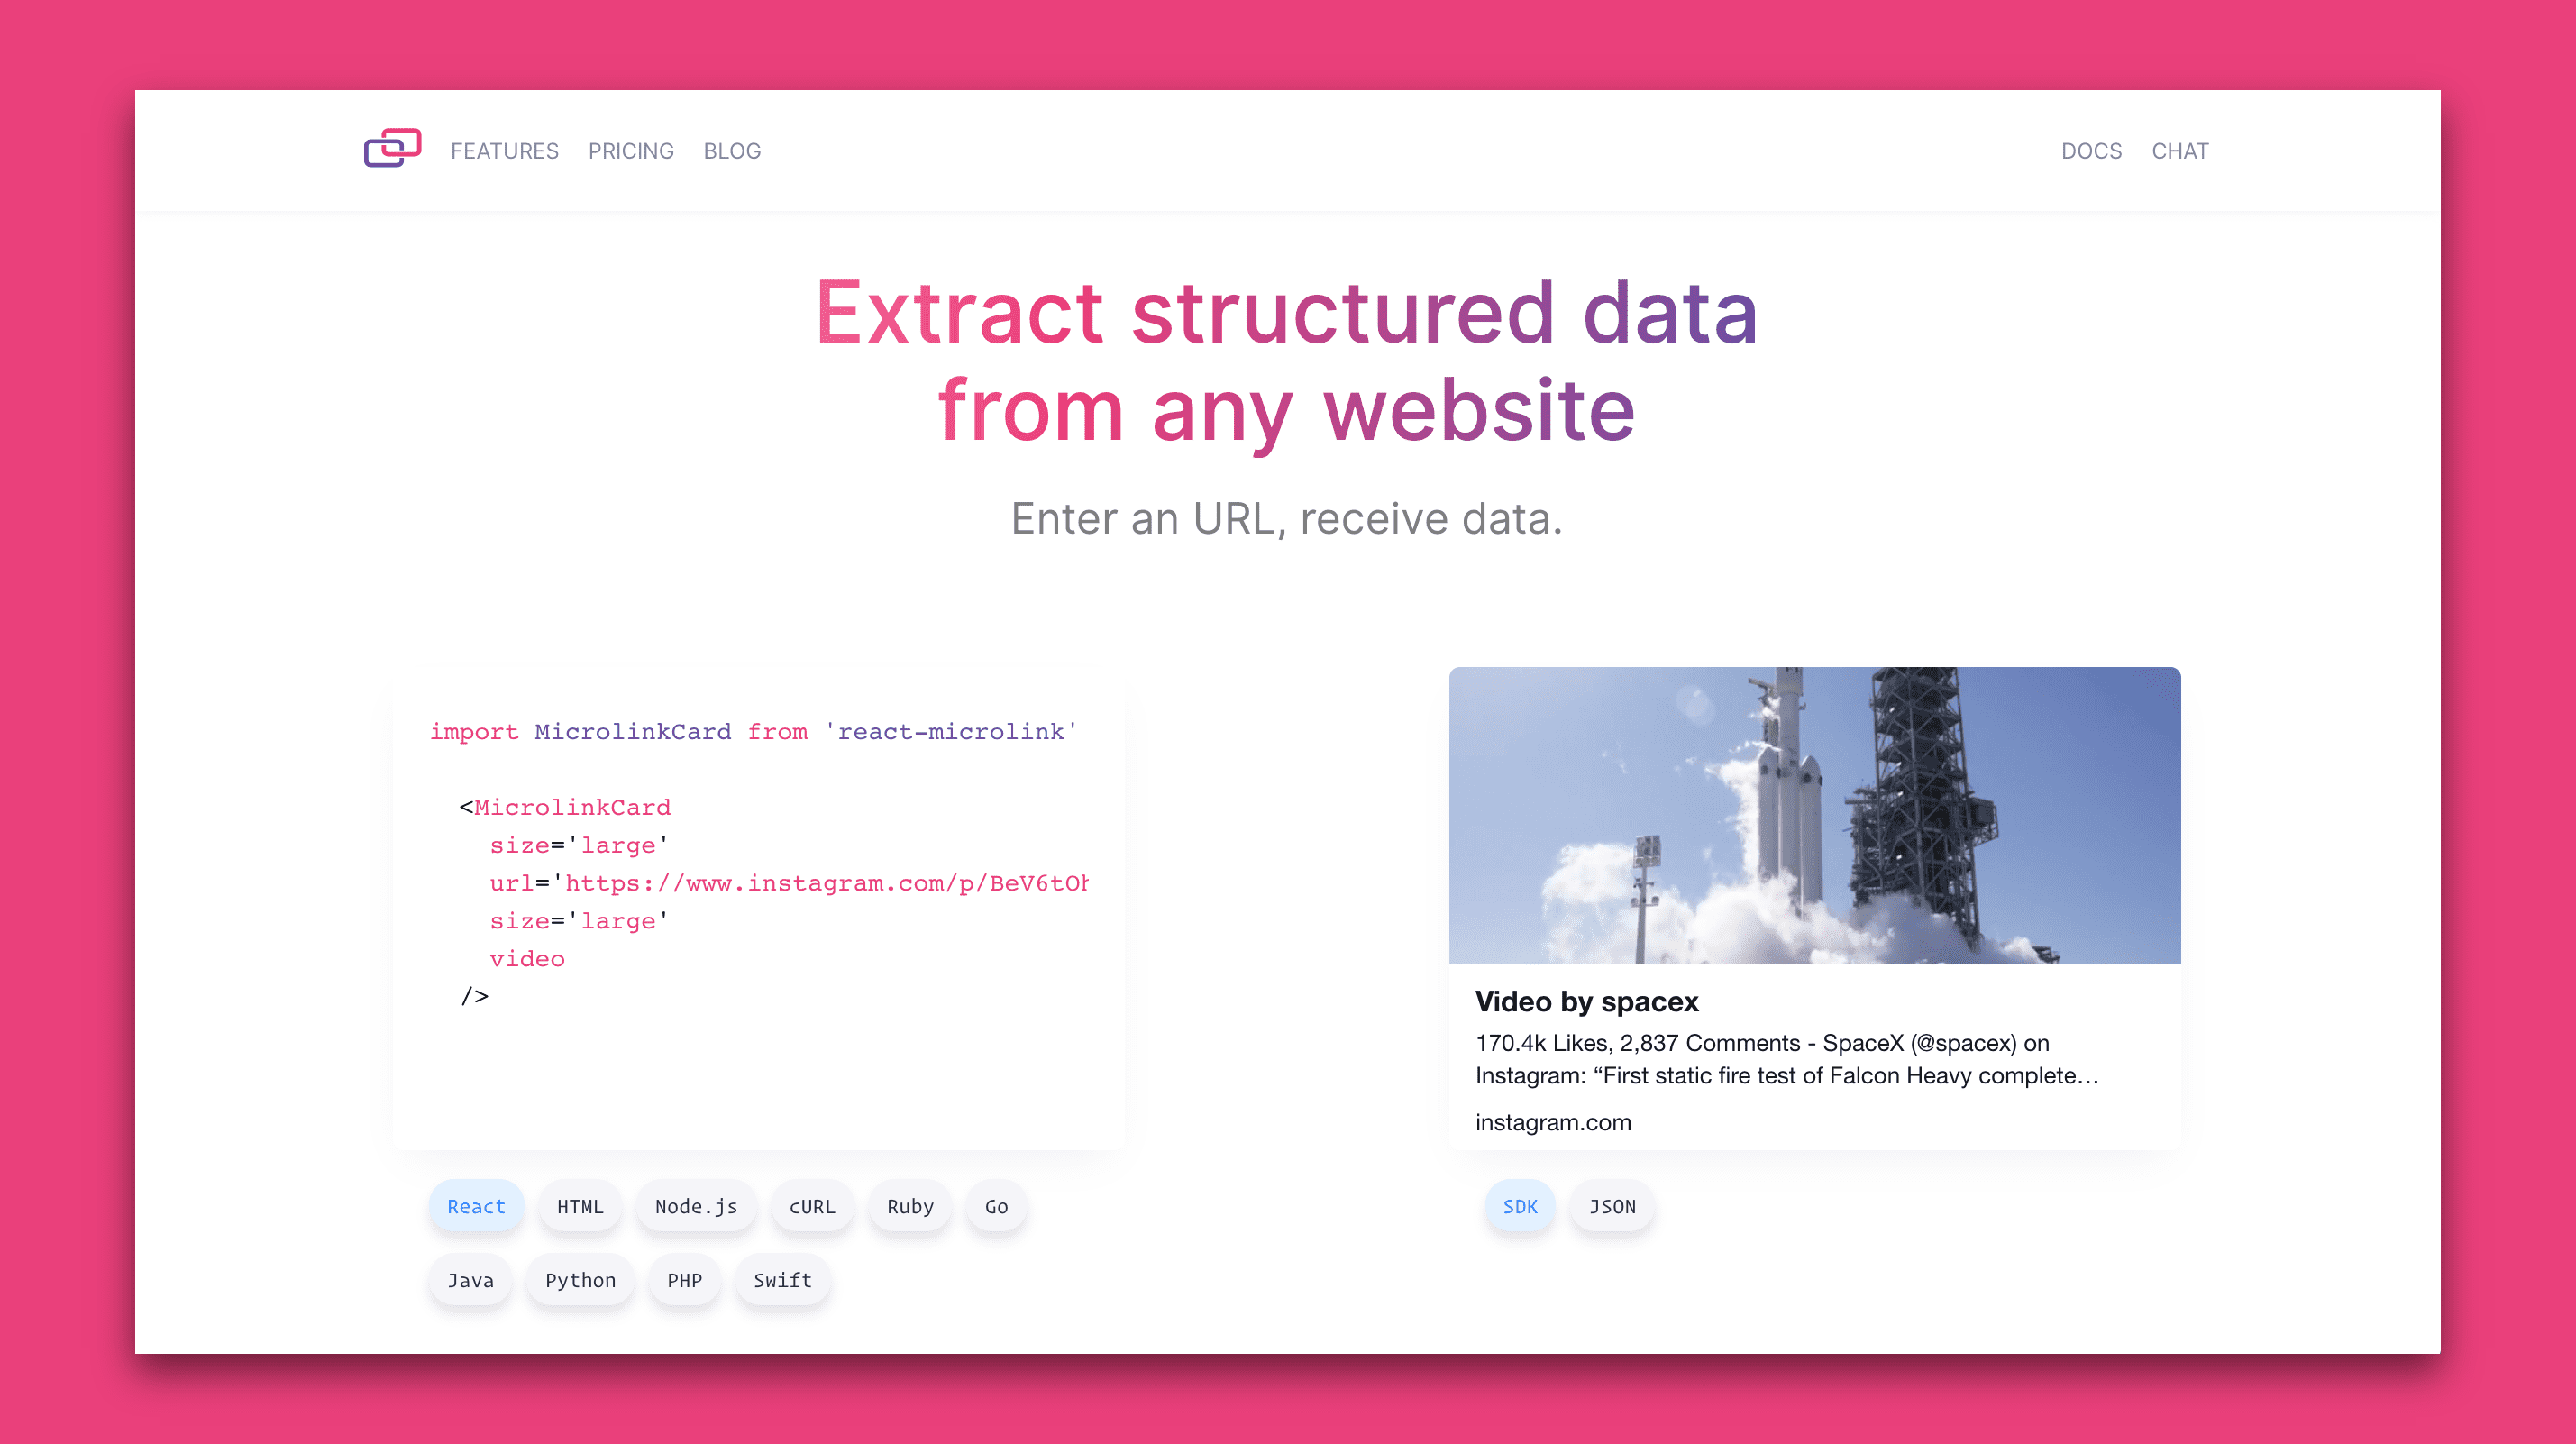 FEATURES PRICING BLOG DOCS CHAT
Extract structured data
from any website
Enter an URL, receive data.
import MicrolinkCard from 'react-microlink'
<MicrolinkCard
size='large'
url='https://www.instagram.com/p/BeV6tOh
size='large'
video
/>
Video by spacex
170.4k Likes, 2,837 Comments - SpaceX (@spacex) on
Instagram: “First static fire test of Falcon Heavy complete…
instagram.com
React HTML Node.js cURL Ruby Go
Java Python PHP Swift
SDK JSON